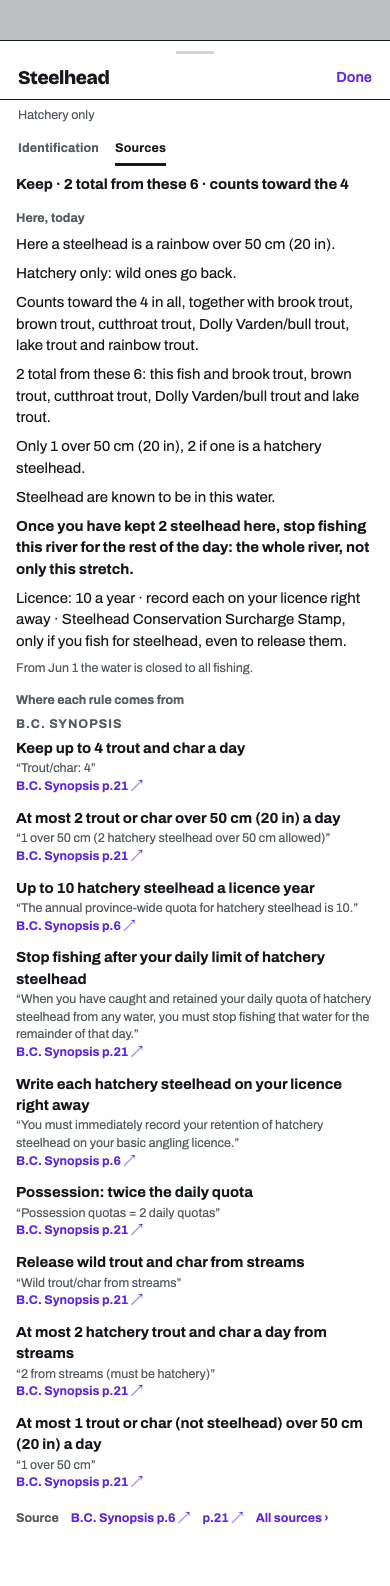 Steelhead
Done
Hatchery only
Identification
Sources
Keep · 2 total from these 6 · counts toward the 4
Here, today
Here a steelhead is a rainbow over 50 cm (20 in).
Hatchery only: wild ones go back.
Counts toward the 4 in all, together with brook trout,
brown trout, cutthroat trout, Dolly Varden/bull trout,
lake trout and rainbow trout.
2 total from these 6: this fish and brook trout, brown
trout, cutthroat trout, Dolly Varden/bull trout and lake
trout.
Only 1 over 50 cm (20 in), 2 if one is a hatchery
steelhead.
Steelhead are known to be in this water.
Once you have kept 2 steelhead here, stop fishing
this river for the rest of the day: the whole river, not
only this stretch.
Licence: 10 a year · record each on your licence right
away · Steelhead Conservation Surcharge Stamp,
only if you fish for steelhead, even to release them.
From Jun 1 the water is closed to all fishing.
Where each rule comes from
B.C. SYNOPSIS
Keep up to 4 trout and char a day
“Trout/char: 4”
B.C. Synopsis p.21 ↗
At most 2 trout or char over 50 cm (20 in) a day
“1 over 50 cm (2 hatchery steelhead over 50 cm allowed)”
B.C. Synopsis p.21 ↗
Up to 10 hatchery steelhead a licence year
“The annual province-wide quota for hatchery steelhead is 10.”
B.C. Synopsis p.6 ↗
Stop fishing after your daily limit of hatchery
steelhead
“When you have caught and retained your daily quota of hatchery
steelhead from any water, you must stop fishing that water for the
remainder of that day.”
B.C. Synopsis p.21 ↗
Write each hatchery steelhead on your licence
right away
“You must immediately record your retention of hatchery
steelhead on your basic angling licence.”
B.C. Synopsis p.6 ↗
Possession: twice the daily quota
“Possession quotas = 2 daily quotas”
B.C. Synopsis p.21 ↗
Release wild trout and char from streams
“Wild trout/char from streams”
B.C. Synopsis p.21 ↗
At most 2 hatchery trout and char a day from
streams
“2 from streams (must be hatchery)”
B.C. Synopsis p.21 ↗
At most 1 trout or char (not steelhead) over 50 cm
(20 in) a day
“1 over 50 cm”
B.C. Synopsis p.21 ↗
Source B.C. Synopsis p.6 ↗ p.21 ↗ All sources ›